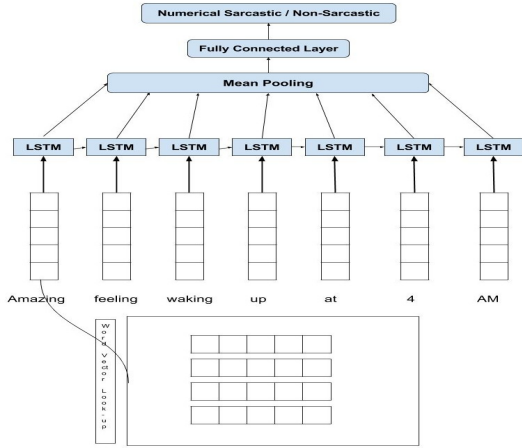 Numerical Sarcastic / Non-Sarcastic
Fully Connected Layer
Mean Pooling
LSTM LSTM LSTM LSTM LSTM LSTM LSTM
Amazing feeling waking up at 4 AM
Word Vector Look-up